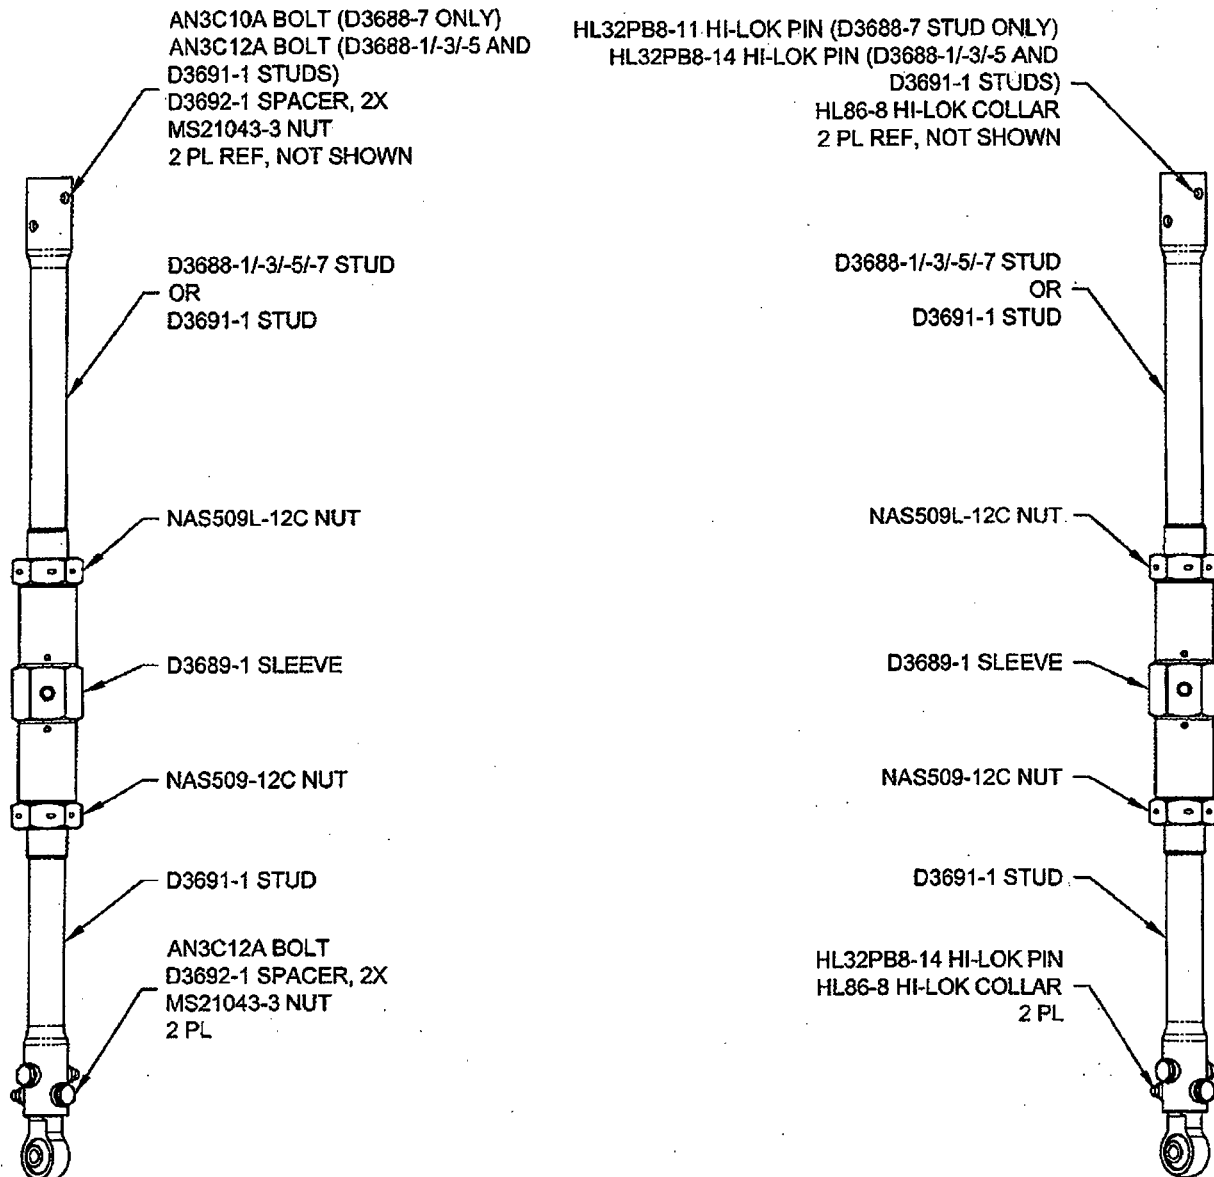 AN3C10A BOLT (D3688-7 ONLY)
AN3C12A BOLT (D3688-1/-3/-5 AND
D3691-1 STUDS)
D3692-1 SPACER, 2X
MS21043-3 NUT
2 PL REF, NOT SHOWN
D3688-1/-3/-5/-7 STUD
OR
D3691-1 STUD
NAS509L-12C NUT
D3689-1 SLEEVE
NAS509-12C NUT
D3691-1 STUD
AN3C12A BOLT
D3692-1 SPACER, 2X
MS21043-3 NUT
2 PL
HL32PB8-11 HI-LOK PIN (D3688-7 STUD ONLY)
HL32PB8-14 HI-LOK PIN (D3688-1/-3/-5 AND
D3691-1 STUDS)
HL86-8 HI-LOK COLLAR
2 PL REF, NOT SHOWN
D3688-1/-3/-5/-7 STUD
OR
D3691-1 STUD
NAS509L-12C NUT
D3689-1 SLEEVE
NAS509-12C NUT
D3691-1 STUD
HL32PB8-14 HI-LOK PIN
HL86-8 HI-LOK COLLAR
2 PL